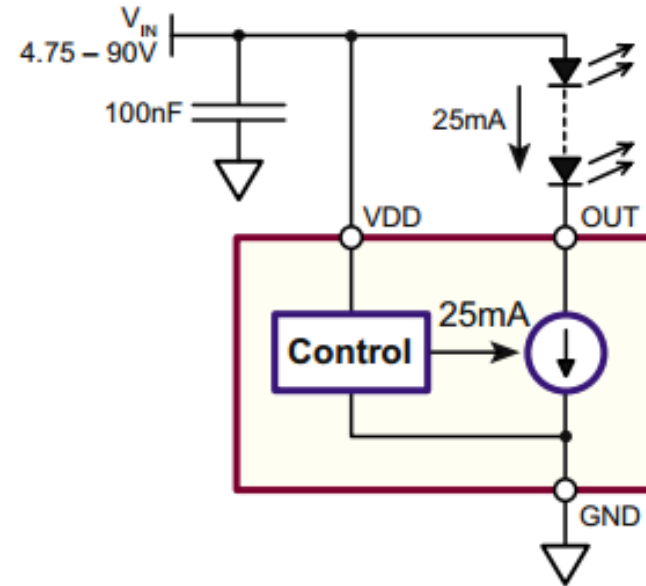 VIN
4.75 – 90V
100nF
25mA
VDD
OUT
Control
25mA
GND